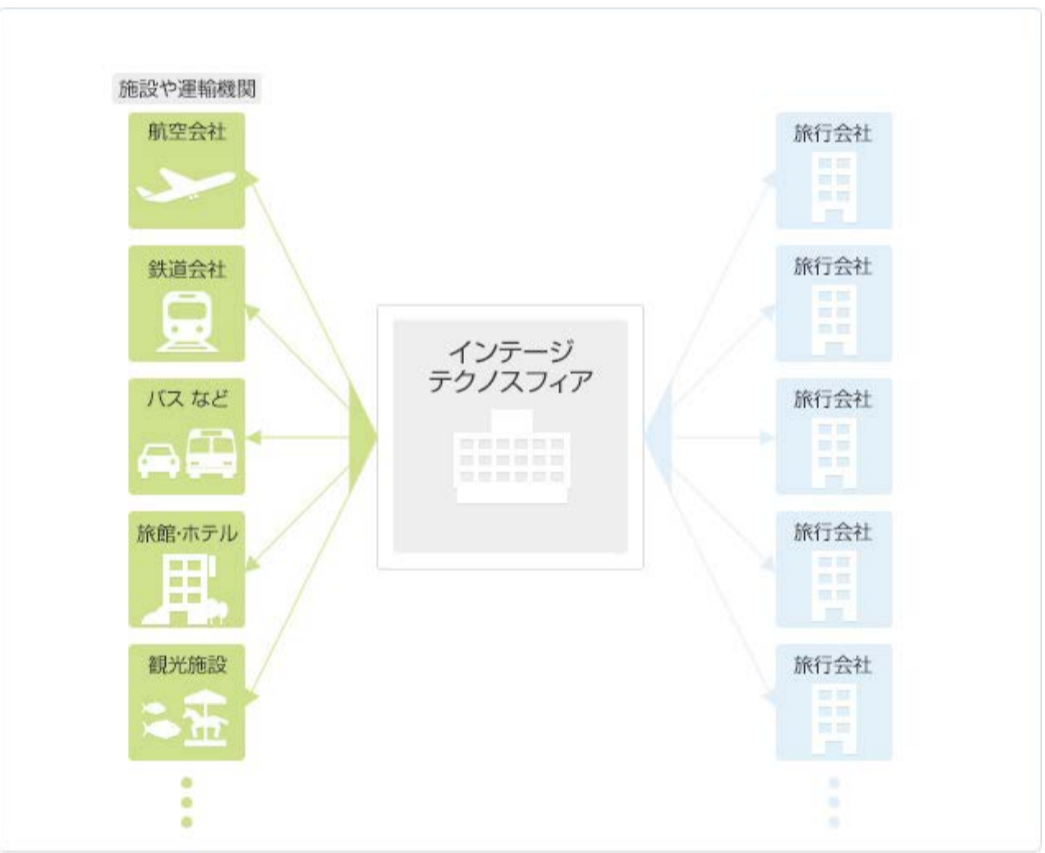 施設や運輸機関
航空会社
鉄道会社
バス など
旅館・ホテル
観光施設
インテージ
テクノスフィア
旅行会社
旅行会社
旅行会社
旅行会社
旅行会社